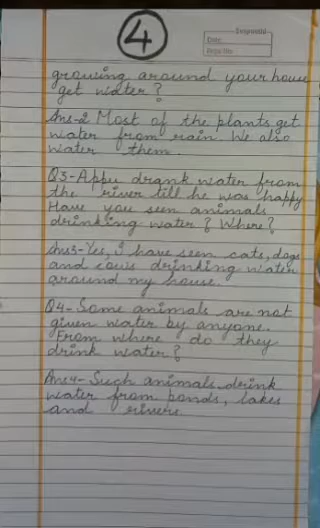 4
Date
Page No.
growing around your house
get water?
Ans-2 Most of the plants get
water from rain. We also
water them
Q3-Appu drank water from
the river till he was happy
Have you seen animals
drinking water? Where?
Ans3-Yes, I have seen cats, dogs
and cows drinking water
around my house.
Q4-Some animals are not
given water by anyone.
From where do they
drink water?
Ans4-Such animals drink
water from ponds, lakes
and rivers